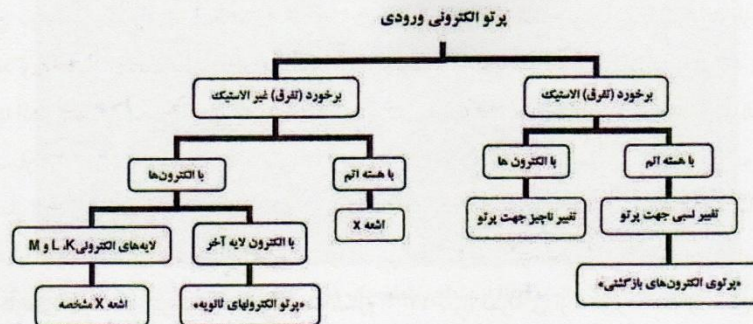 پرتو الکترونی ورودی
برخورد (تفرق) الاستیک
برخورد (تفرق) غیر الاستیک
با هسته اتم
با الکترون ها
با هسته اتم
با الکترون‌ها
تغییر نسبی جهت پرتو
تغییر ناچیز جهت پرتو
اشعه X
با الکترون لایه آخر
لایه‌های الکترونی K، L و M
«پرتوی الکترون‌های بازگشتی»
«پرتو الکترونهای ثانویه»
اشعه X مشخصه